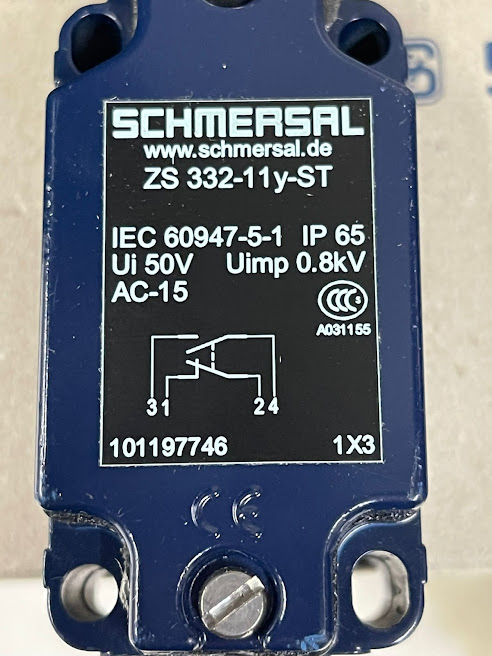 SCHMERSAL
www.schmersal.de
ZS 332-11y-ST
IEC 60947-5-1 IP 65
Ui 50V Uimp 0.8kV
AC-15
CCC S
A031155
31 24
101197746 1X3
CE